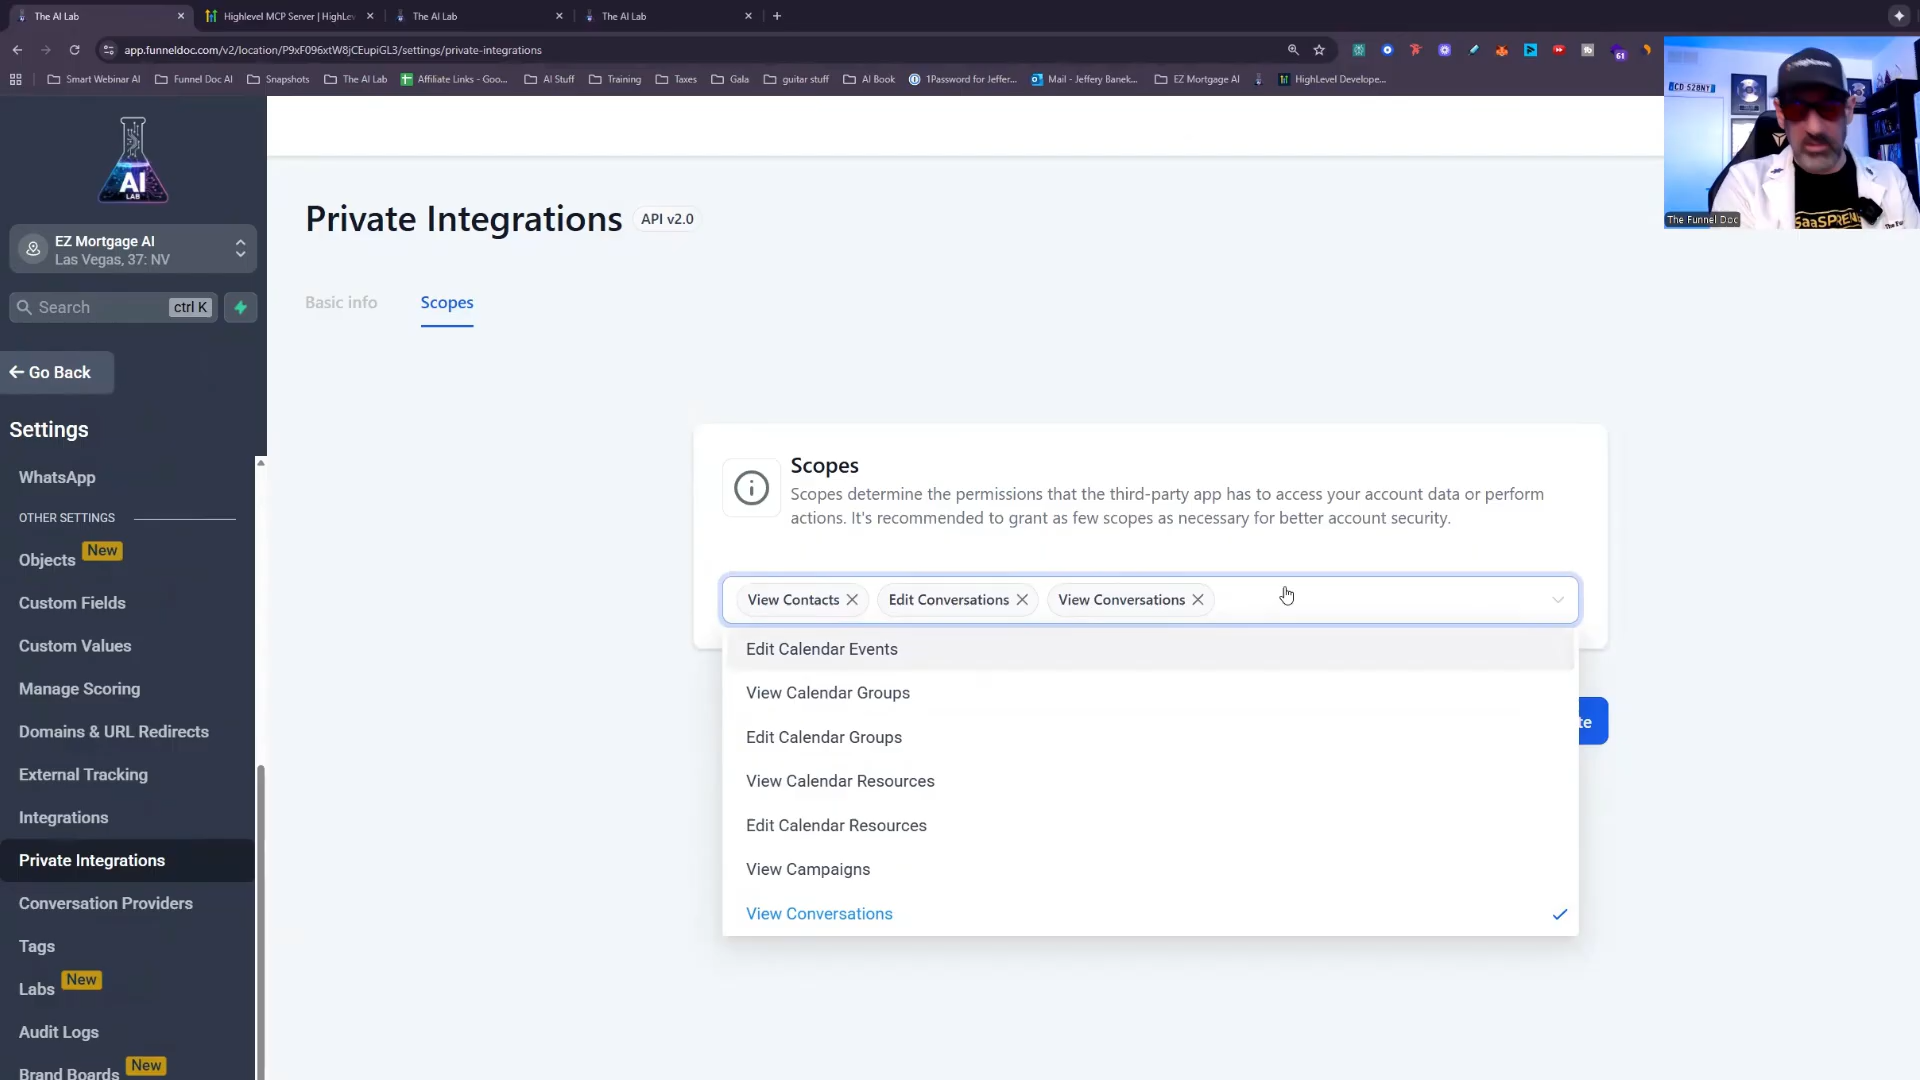 The AI Lab
Highlevel MCP Server | HighLev
The AI Lab
The AI Lab
app.funneldoc.com/v2/location/P9xF096xtW8jCEupiGL3/settings/private-integrations
61
Smart Webinar AI
Funnel Doc AI
Snapshots
The AI Lab
Affiliate Links - Goo...
AI Stuff
Training
Taxes
Gala
guitar stuff
AI Book
1Password for Jeffer...
Mail - Jeffery Banek...
EZ Mortgage AI
HighLevel Develope...
AI
LAB
EZ Mortgage AI
Las Vegas, 37: NV
Search
ctrl K
Go Back
Settings
WhatsApp
OTHER SETTINGS
Objects New
Custom Fields
Custom Values
Manage Scoring
Domains & URL Redirects
External Tracking
Integrations
Private Integrations
Conversation Providers
Tags
Labs New
Audit Logs
Brand Boards New
Private Integrations API v2.0
Basic info
Scopes
Scopes
Scopes determine the permissions that the third-party app has to access your account data or perform
actions. It's recommended to grant as few scopes as necessary for better account security.
View Contacts
Edit Conversations
View Conversations
Edit Calendar Events
View Calendar Groups
Edit Calendar Groups
View Calendar Resources
Edit Calendar Resources
View Campaigns
View Conversations
te
CD 528NY
SaaSPREN
The Funnel Doc